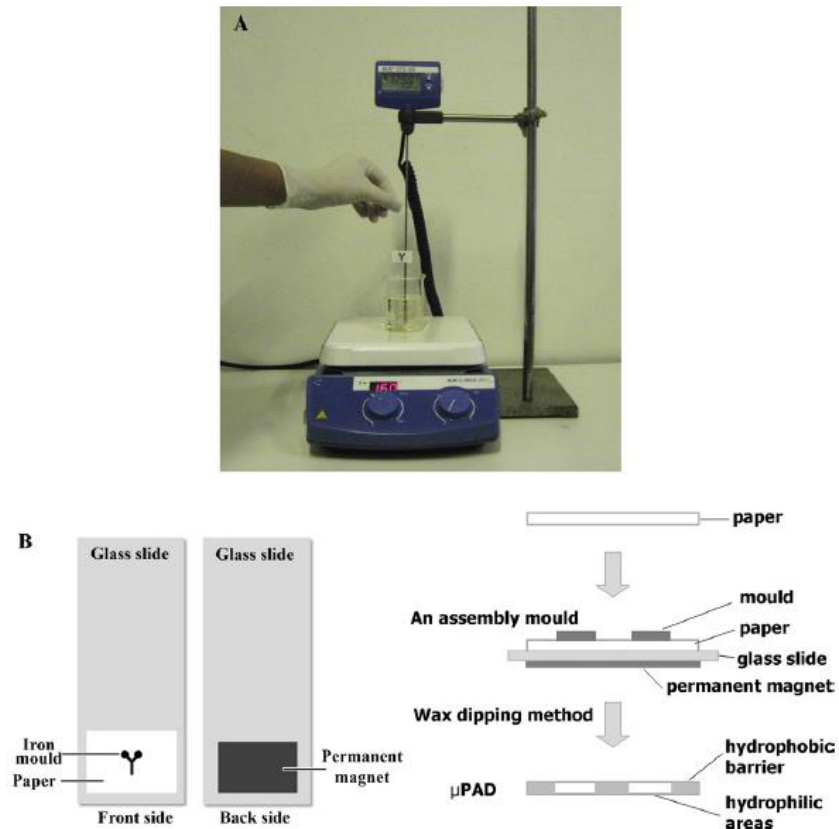 A
Y
160
B
Glass slide
Glass slide
Iron
mould
Paper
Permanent
magnet
Front side
Back side
paper
An assembly mould
mould
paper
glass slide
permanent magnet
Wax dipping method
µPAD
hydrophobic
barrier
hydrophilic
areas